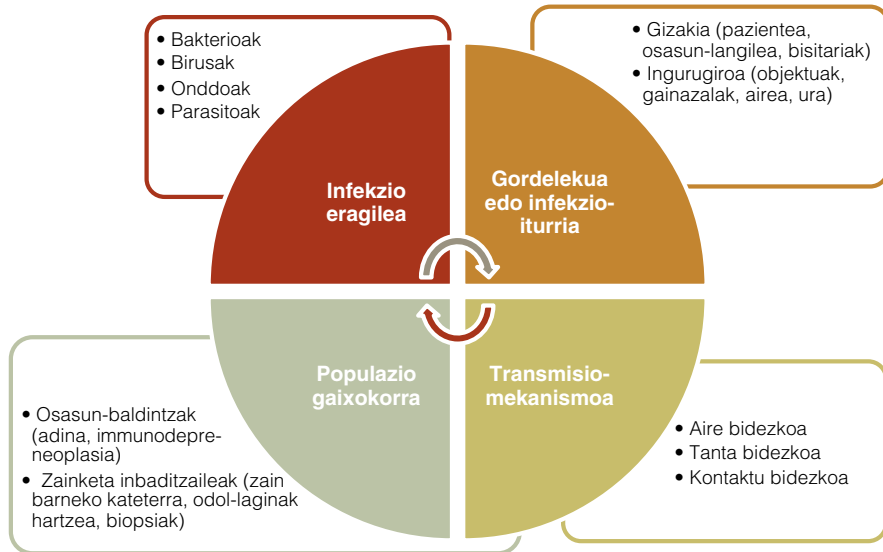 • Bakterioak
• Birusak
• Onddoak
• Parasitoak
• Gizakia (pazientea,
osasun-langilea, bisitariak)
• Ingurugiroa (objektuak,
gainazalak, airea, ura)
Infekzio
eragilea
Gordelekua
edo infekzio-
iturria
Populazio
gaixokorra
Transmisio-
mekanismoa
• Osasun-baldintzak
(adina, immunodepre-
neoplasia)
• Zainketa inbaditzaileak (zain
barneko kateterra, odol-laginak
hartzea, biopsiak)
• Aire bidezkoa
• Tanta bidezkoa
• Kontaktu bidezkoa